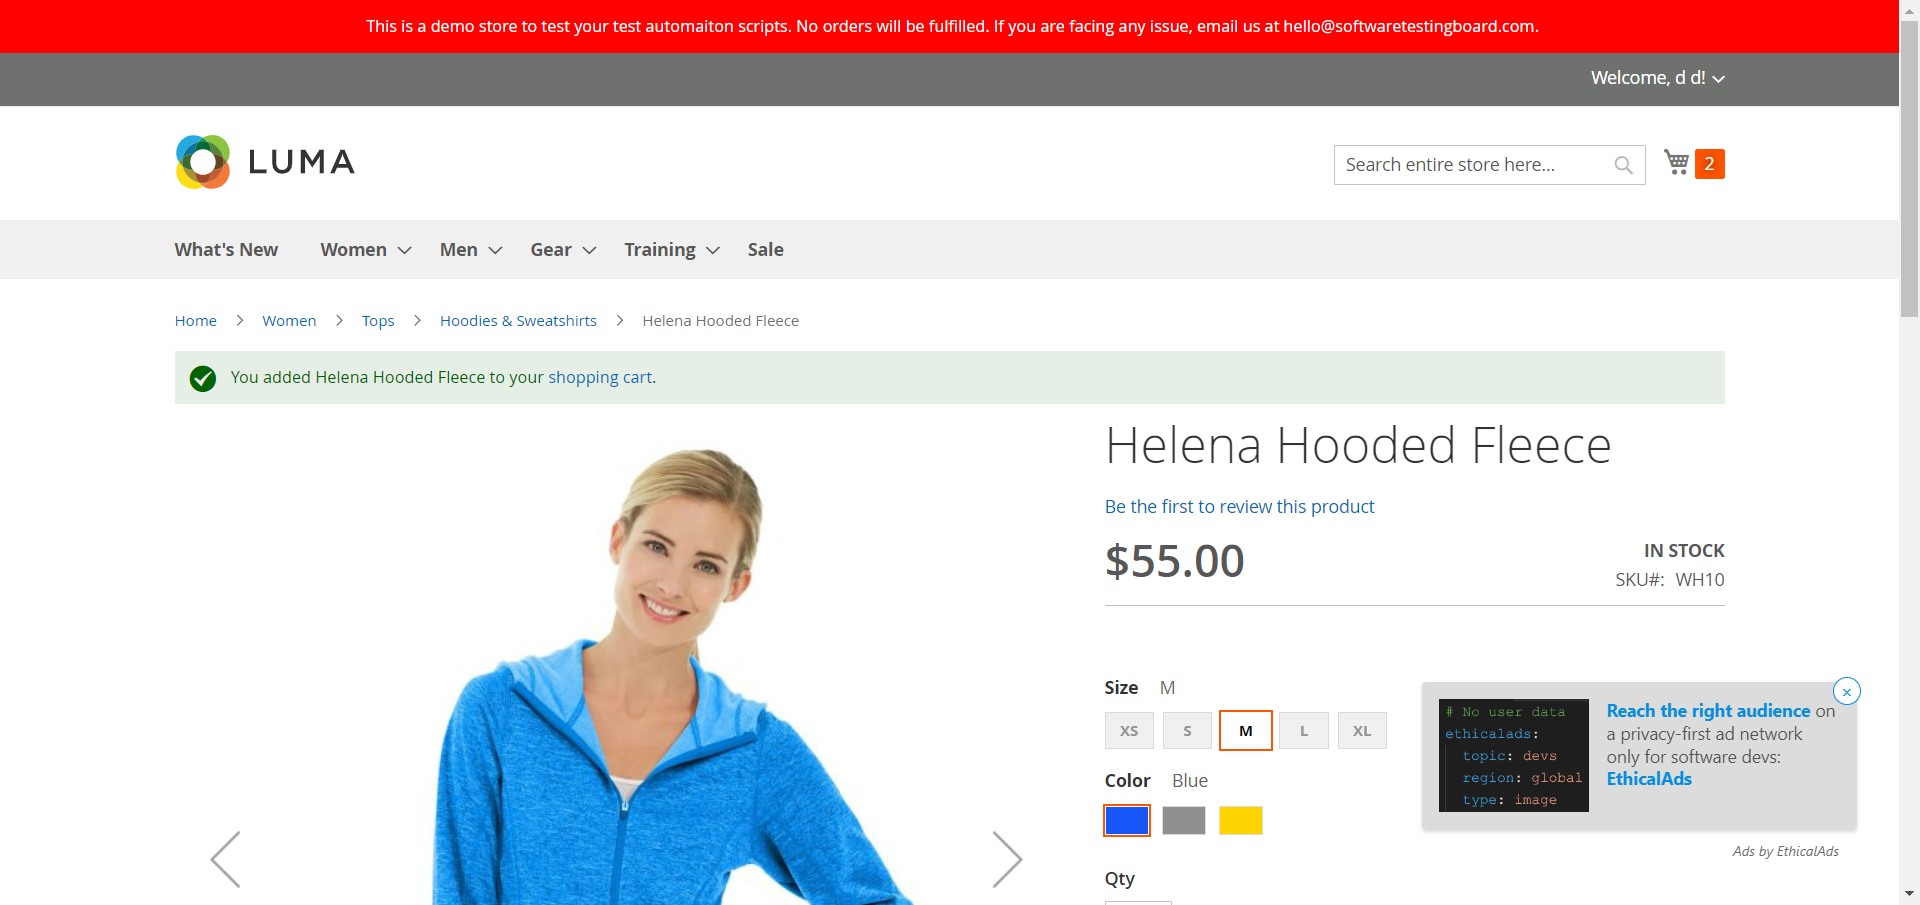 This is a demo store to test your test automaiton scripts. No orders will be fulfilled. If you are facing any issue, email us at hello@softwaretestingboard.com.
Welcome, d d!
LUMA
Search entire store here...
2
What's New Women Men Gear Training Sale
Home Women Tops Hoodies & Sweatshirts Helena Hooded Fleece
You added Helena Hooded Fleece to your shopping cart.
Helena Hooded Fleece
Be the first to review this product
$55.00
IN STOCK
SKU#: WH10
Size M
XS S M L XL
Color Blue
Qty
# No user data
ethicalads:
topic: devs
region: global
type: image
Reach the right audience on
a privacy-first ad network
only for software devs:
EthicalAds
×
Ads by EthicalAds